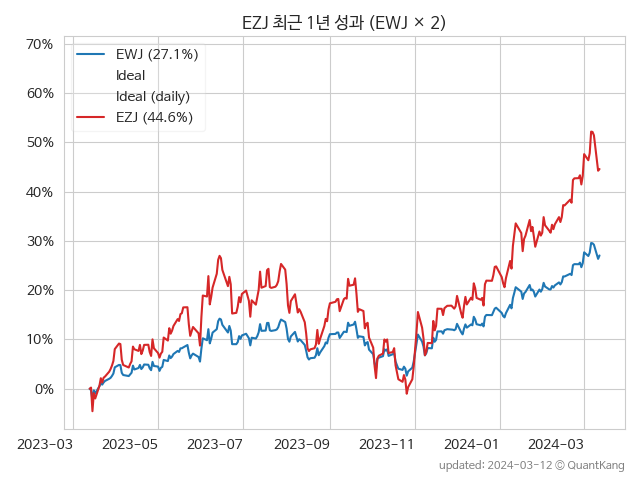 EZJ 최근 1년 성과 (EWJ × 2)
70%
60%
50%
40%
30%
20%
10%
0%
EWJ (27.1%)
Ideal
Ideal (daily)
EZJ (44.6%)
2023-03
2023-05
2023-07
2023-09
2023-11
2024-01
2024-03
updated: 2024-03-12 © QuantKang